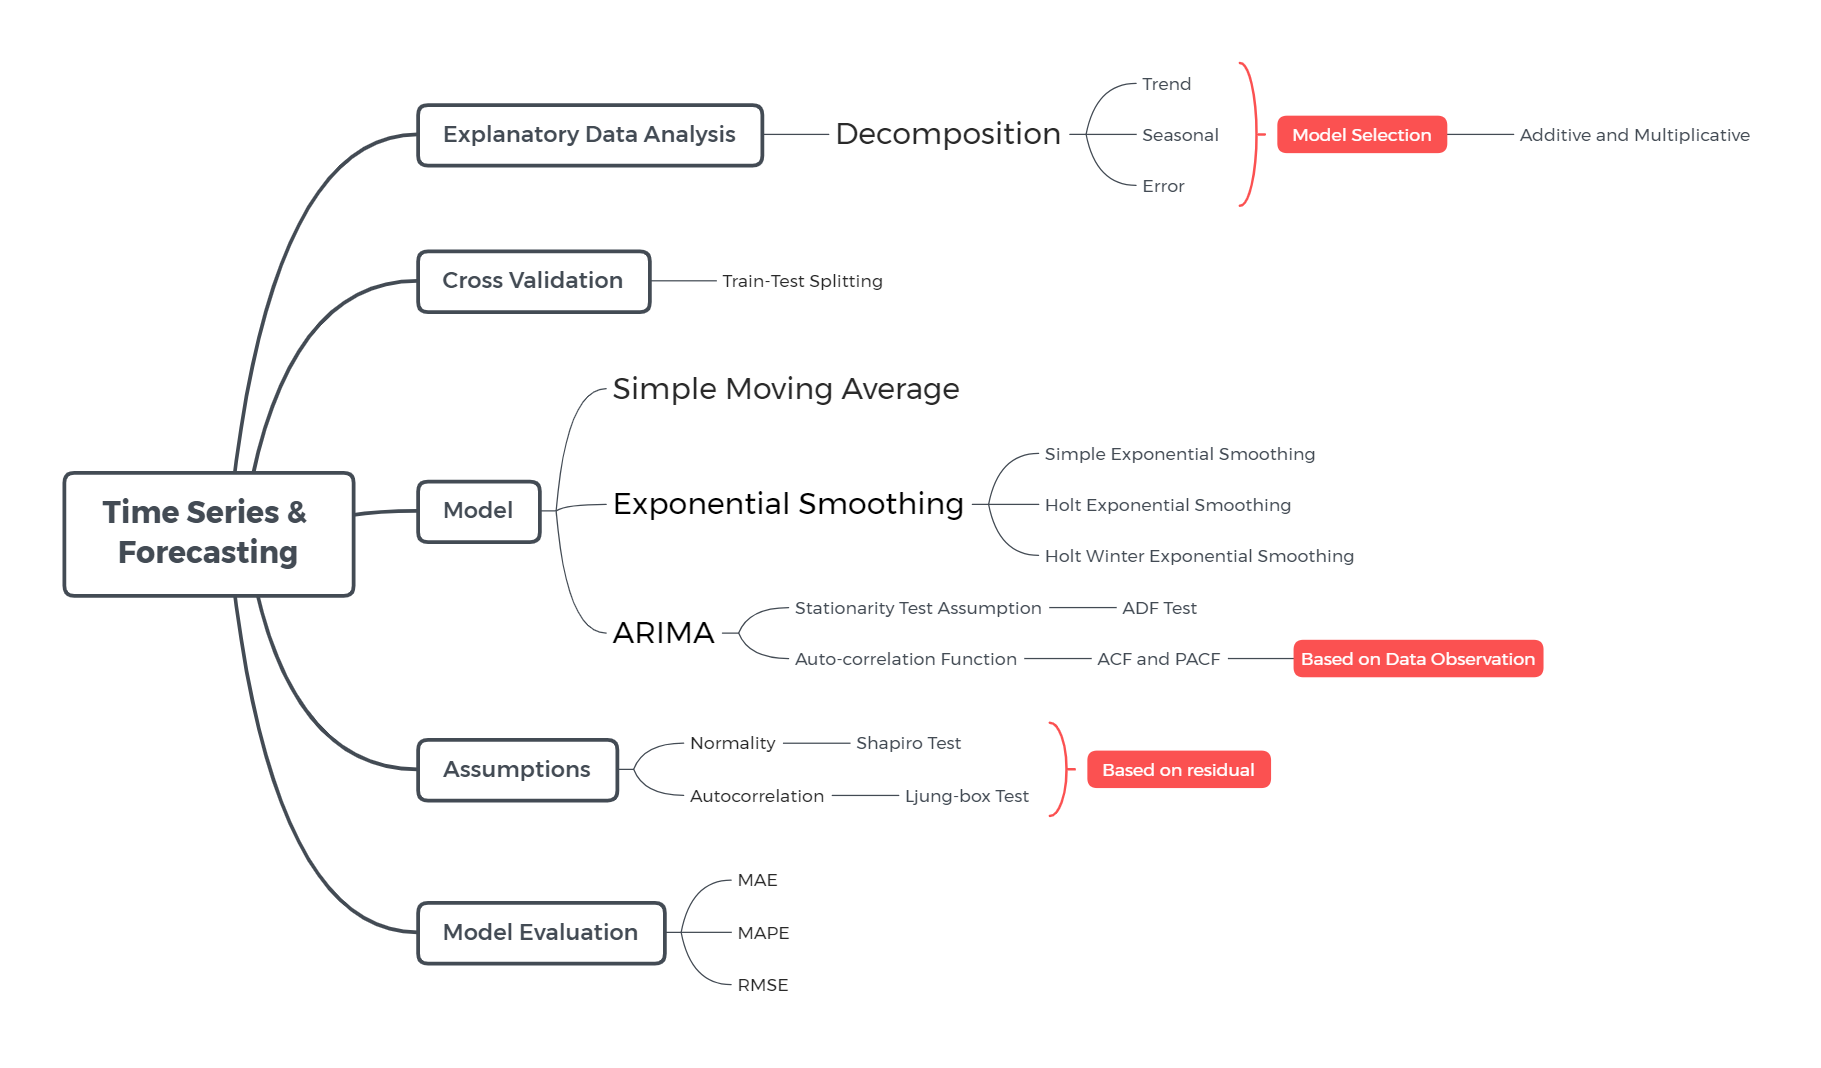 Time Series &
Forecasting
Explanatory Data Analysis
Decomposition
Trend
Seasonal
Error
Model Selection
Additive and Multiplicative
Cross Validation
Train-Test Splitting
Model
Simple Moving Average
Exponential Smoothing
Simple Exponential Smoothing
Holt Exponential Smoothing
Holt Winter Exponential Smoothing
ARIMA
Stationarity Test Assumption
ADF Test
Auto-correlation Function
ACF and PACF
Based on Data Observation
Assumptions
Normality
Shapiro Test
Autocorrelation
Ljung-box Test
Based on residual
Model Evaluation
MAE
MAPE
RMSE